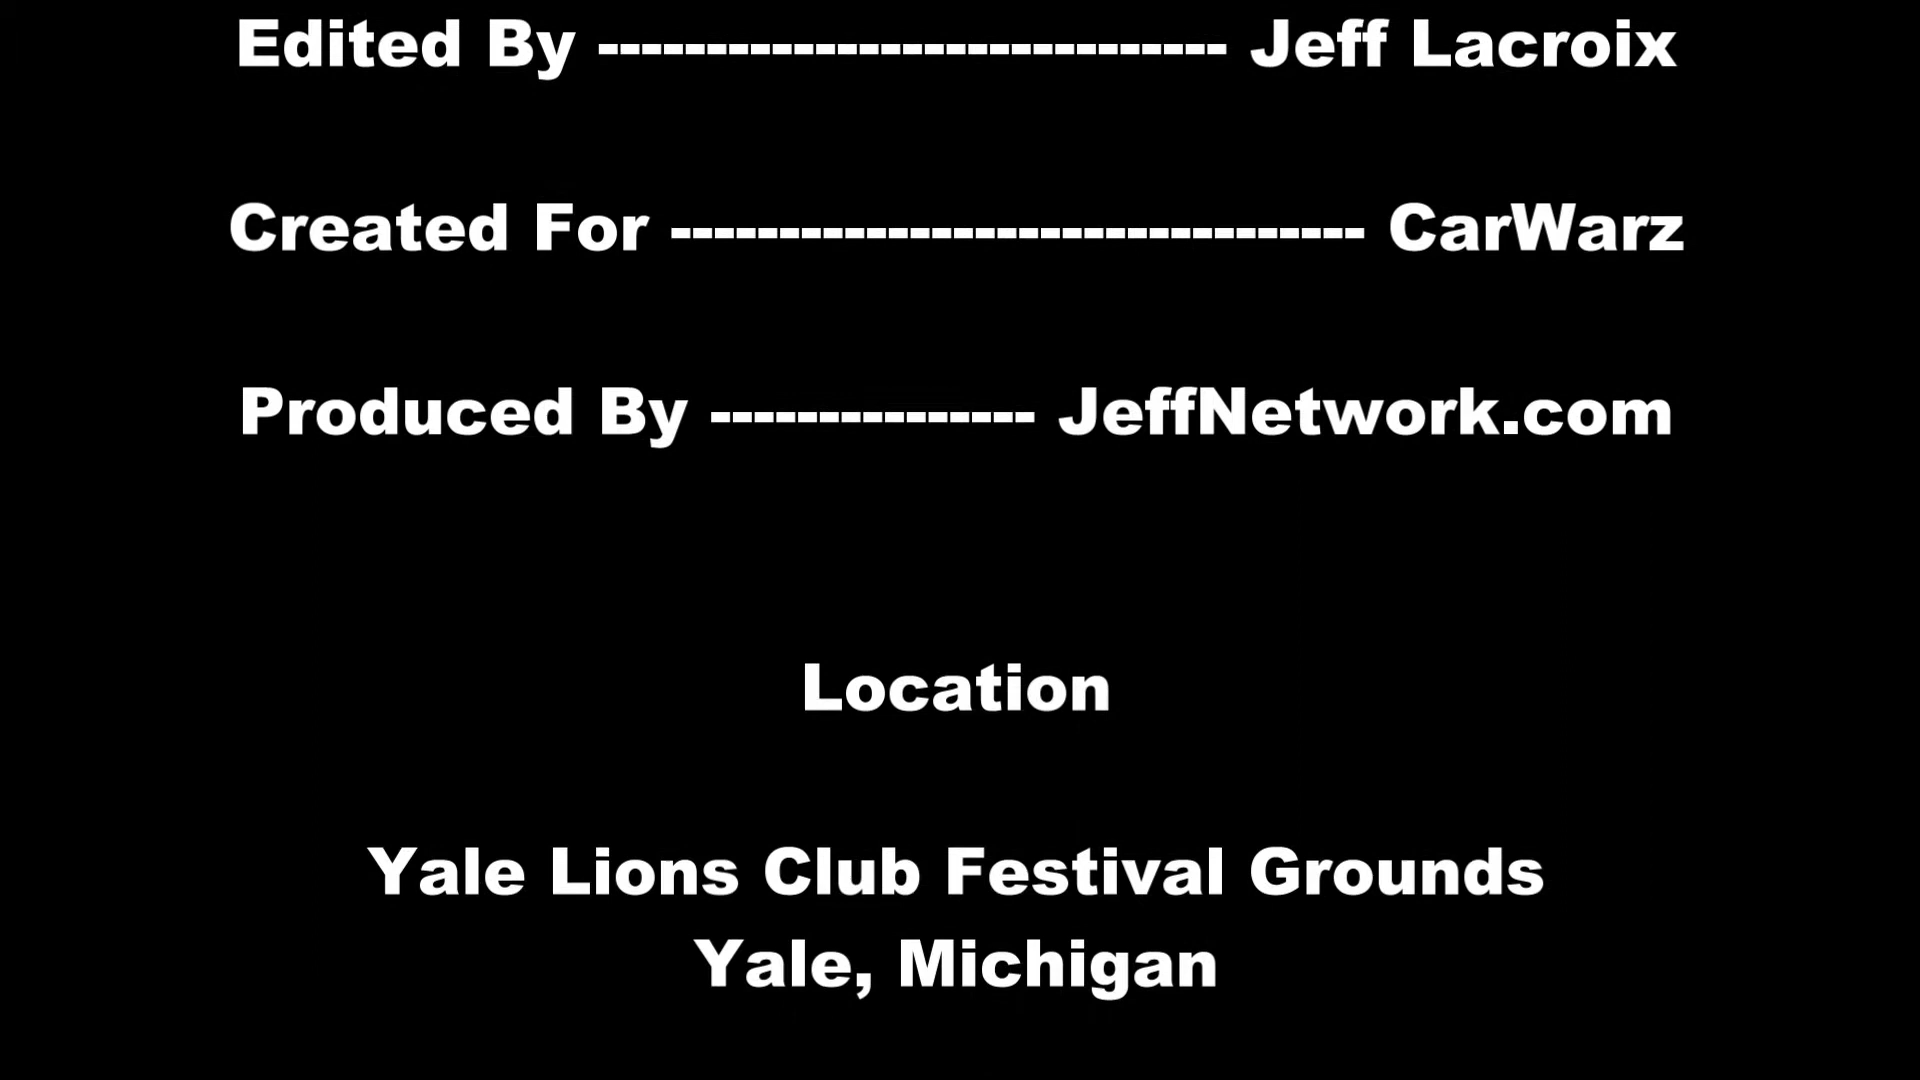 Edited By ----------------------------- Jeff Lacroix
Created For -------------------------------- CarWarz
Produced By --------------- JeffNetwork.com
Location
Yale Lions Club Festival Grounds
Yale, Michigan